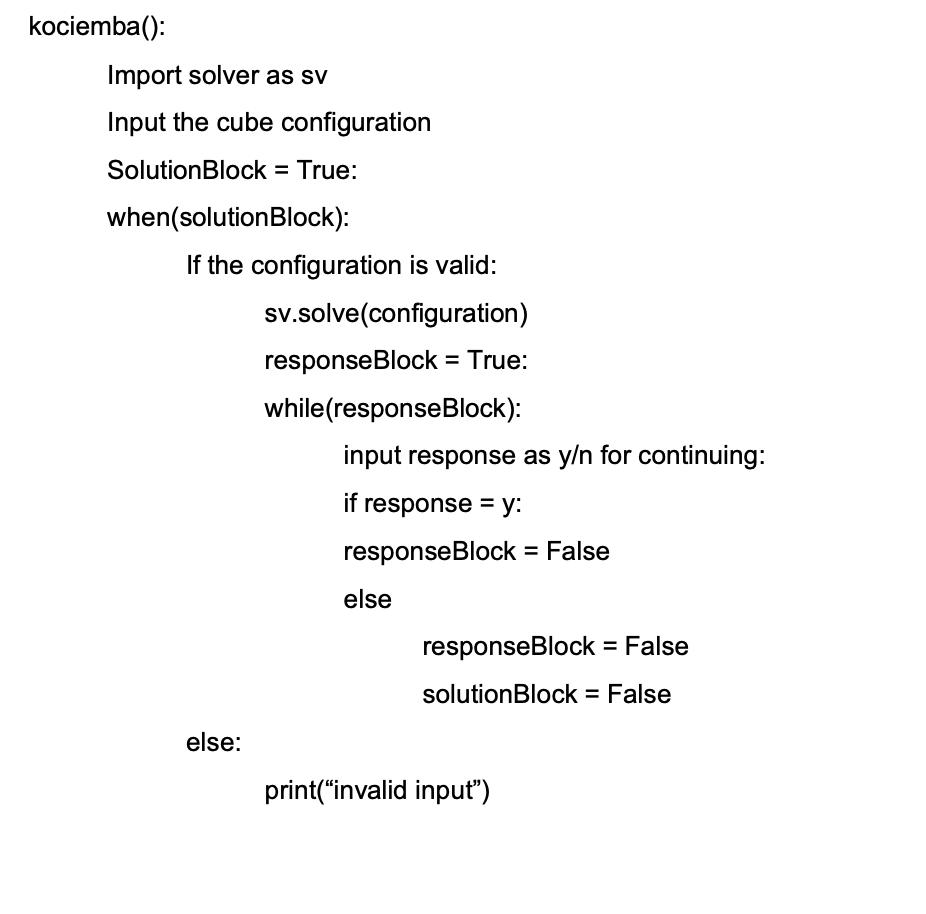 kociemba():
Import solver as sv
Input the cube configuration
SolutionBlock = True:
when(solutionBlock):
If the configuration is valid:
sv.solve(configuration)
responseBlock = True:
while(responseBlock):
input response as y/n for continuing:
if response = y:
responseBlock = False
else
responseBlock = False
solutionBlock = False
else:
print(“invalid input”)